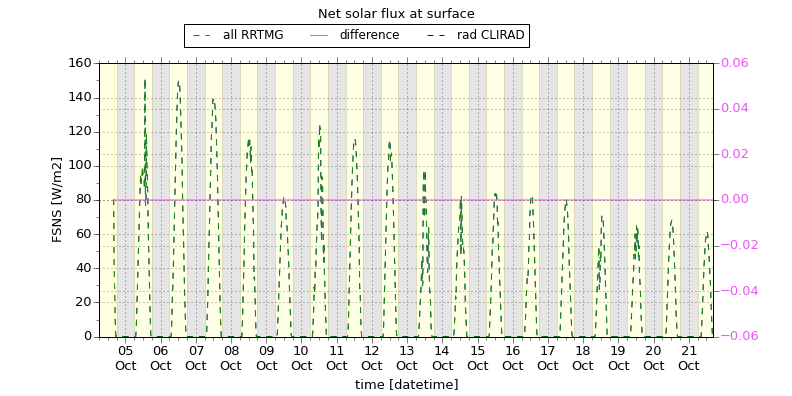 Net solar flux at surface
all RRTMG difference rad CLIRAD
160 0.06
140 0.04
120
100 0.02
80 0.00
60 −0.02
40 −0.04
20
0 −0.06
FSNS [W/m2]
05 06 07 08 09 10 11 12 13 14 15 16 17 18 19 20 21
Oct Oct Oct Oct Oct Oct Oct Oct Oct Oct Oct Oct Oct Oct Oct Oct Oct
time [datetime]